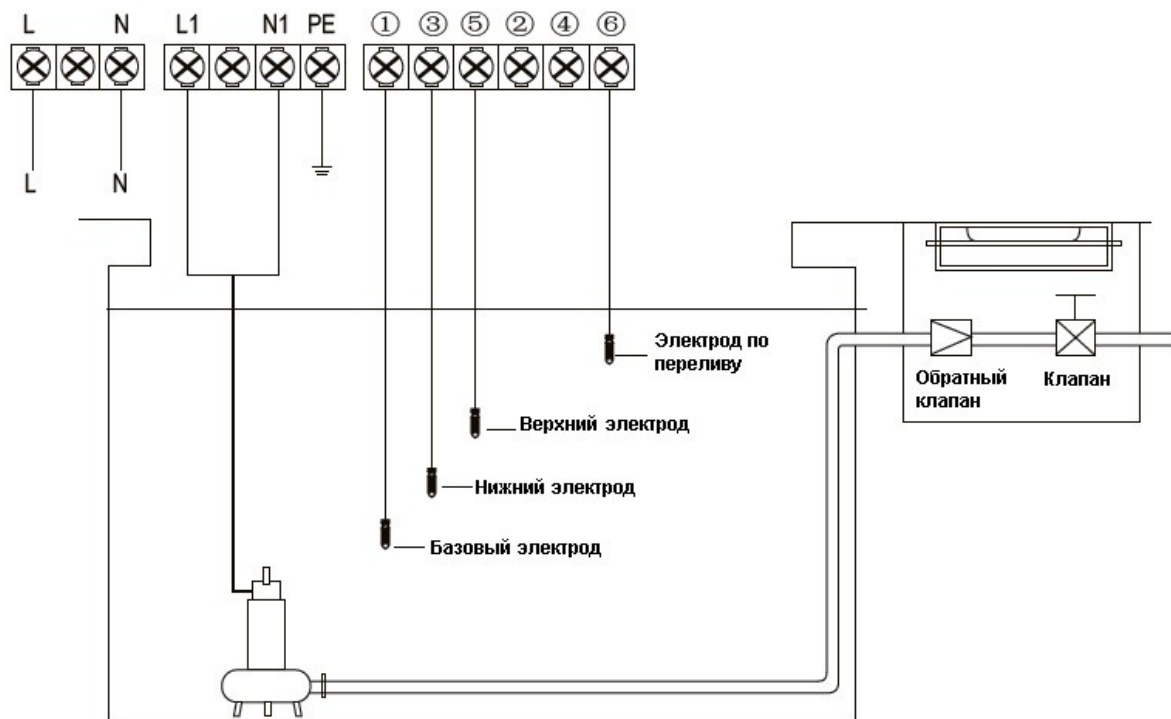 L N L1 N1 PE ① ③ ⑤ ② ④ ⑥
L N
Электрод по
переливу
Обратный
клапан
Клапан
Верхний электрод
Нижний электрод
Базовый электрод